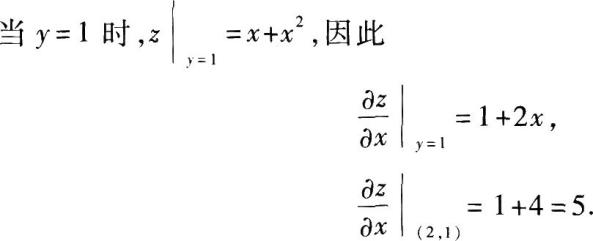 当 y=1 时,z|_{y=1}=x+x²,因此
∂z/∂x|_{y=1}=1+2x,
∂z/∂x|_{(2,1)}=1+4=5.